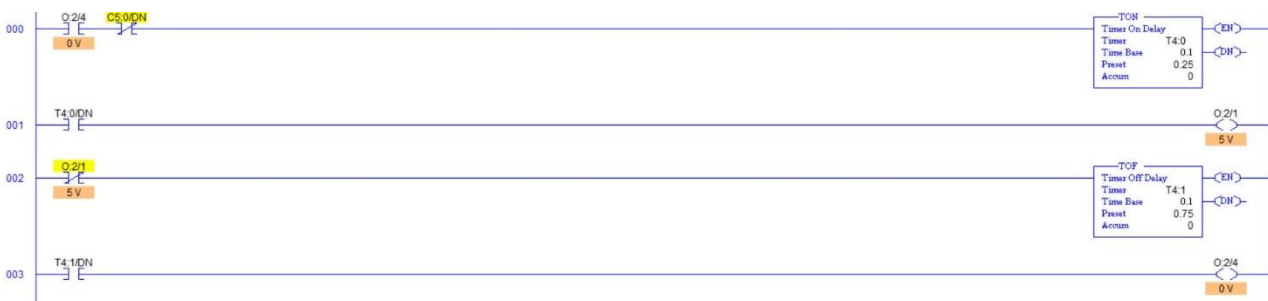 O:2/4 C5:0/DN
000
0 V
TON
Timer On Delay
Timer T4:0
Time Base 0.1
Preset 0.25
Accum 0
EN
DN
T4:0/DN
001
O:2/1
5 V
O:2/1
002
5 V
TOF
Timer Off Delay
Timer T4:1
Time Base 0.1
Preset 0.75
Accum 0
EN
DN
T4:1/DN
003
O:2/4
0 V